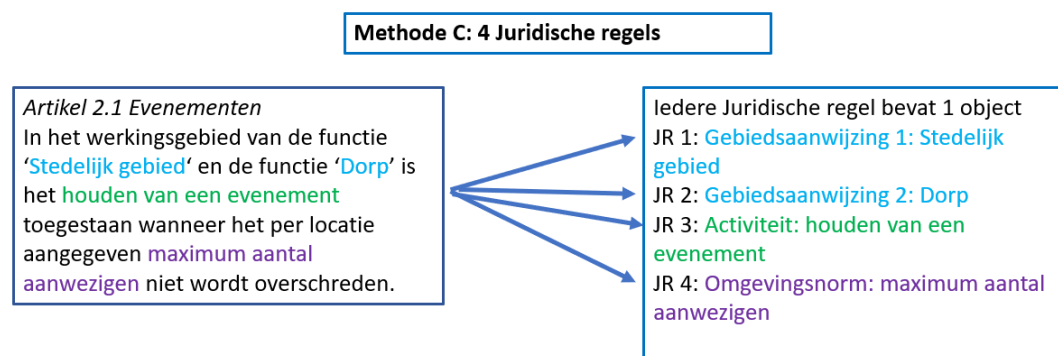 Methode C: 4 Juridische regels
Artikel 2.1 Evenementen
In het werkingsgebied van de functie
‘Stedelijk gebied‘ en de functie ‘Dorp’ is
het houden van een evenement
toegestaan wanneer het per locatie
aangegeven maximum aantal
aanwezigen niet wordt overschreden.
Iedere Juridische regel bevat 1 object
JR 1: Gebiedsaanwijzing 1: Stedelijk
gebied
JR 2: Gebiedsaanwijzing 2: Dorp
JR 3: Activiteit: houden van een
evenement
JR 4: Omgevingsnorm: maximum aantal
aanwezigen